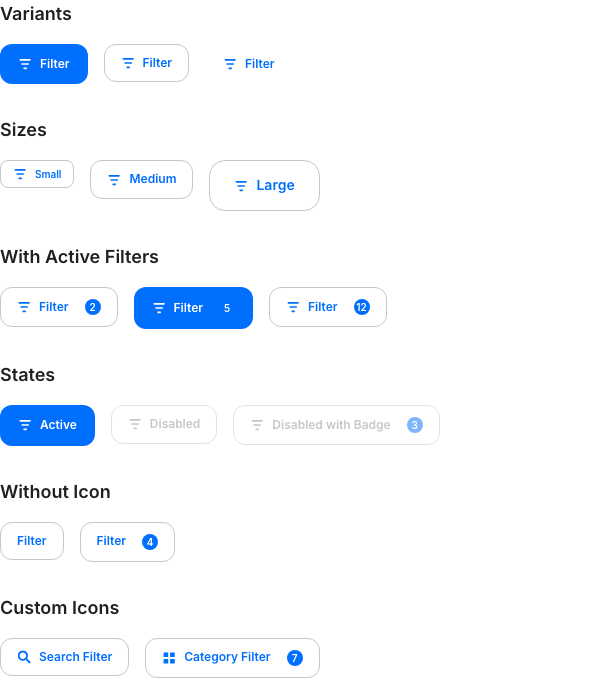 Variants
Filter Filter Filter
Sizes
Small Medium Large
With Active Filters
Filter 2 Filter 5 Filter 12
States
Active Disabled Disabled with Badge 3
Without Icon
Filter Filter 4
Custom Icons
Search Filter Category Filter 7